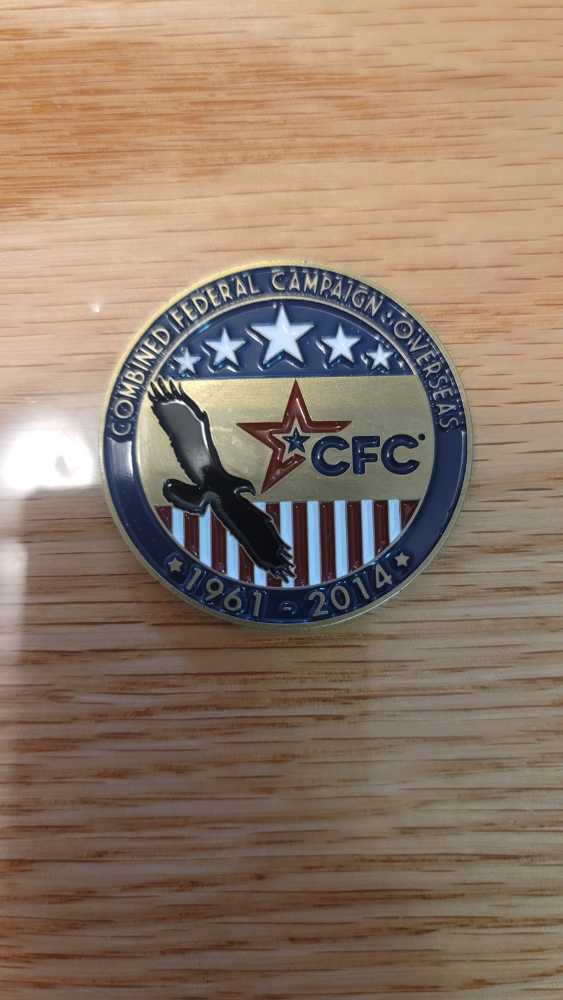 COMBINED FEDERAL CAMPAIGN · OVERSEAS
CFC
1961 - 2014